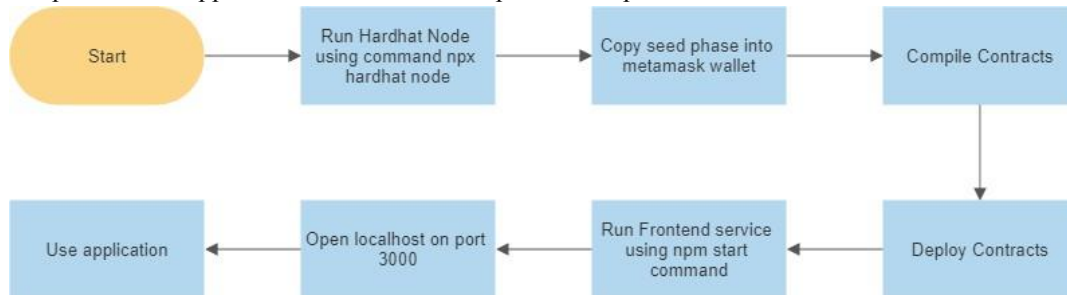 Start
Run Hardhat Node
using command npx
hardhat node
Copy seed phase into
metamask wallet
Compile Contracts
Deploy Contracts
Run Frontend service
using npm start
command
Open localhost on port
3000
Use application